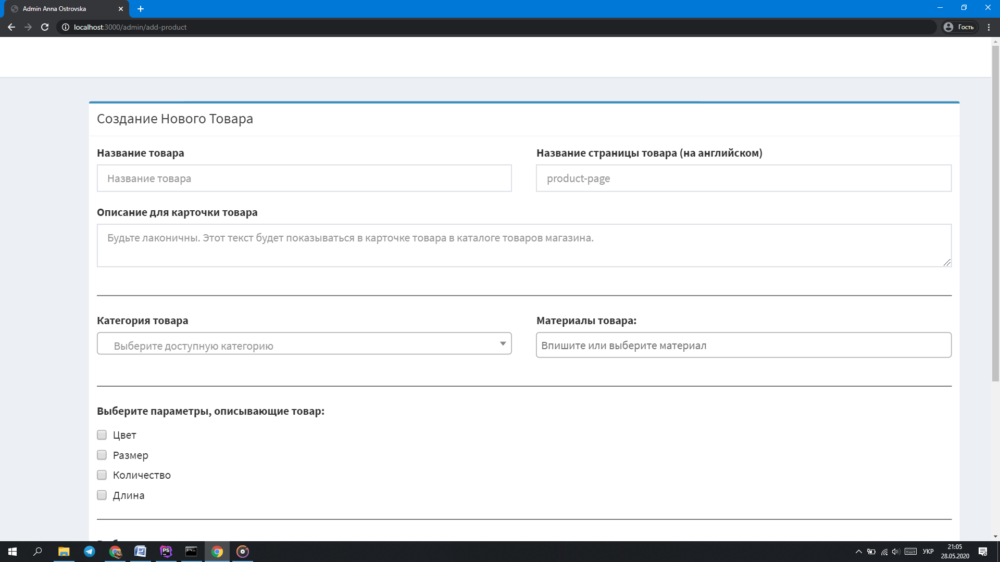 Admin Anna Ostrovska
localhost:3000/admin/add-product
Гость
Создание Нового Товара
Название товара
Название страницы товара (на английском)
Название товара
product-page
Описание для карточки товара
Будьте лаконичны. Этот текст будет показываться в карточке товара в каталоге товаров магазина.
Категория товара
Материалы товара:
Выберите доступную категорию
Впишите или выберите материал
Выберите параметры, описывающие товар:
Цвет
Размер
Количество
Длина
УКР
21:05
28.05.2020